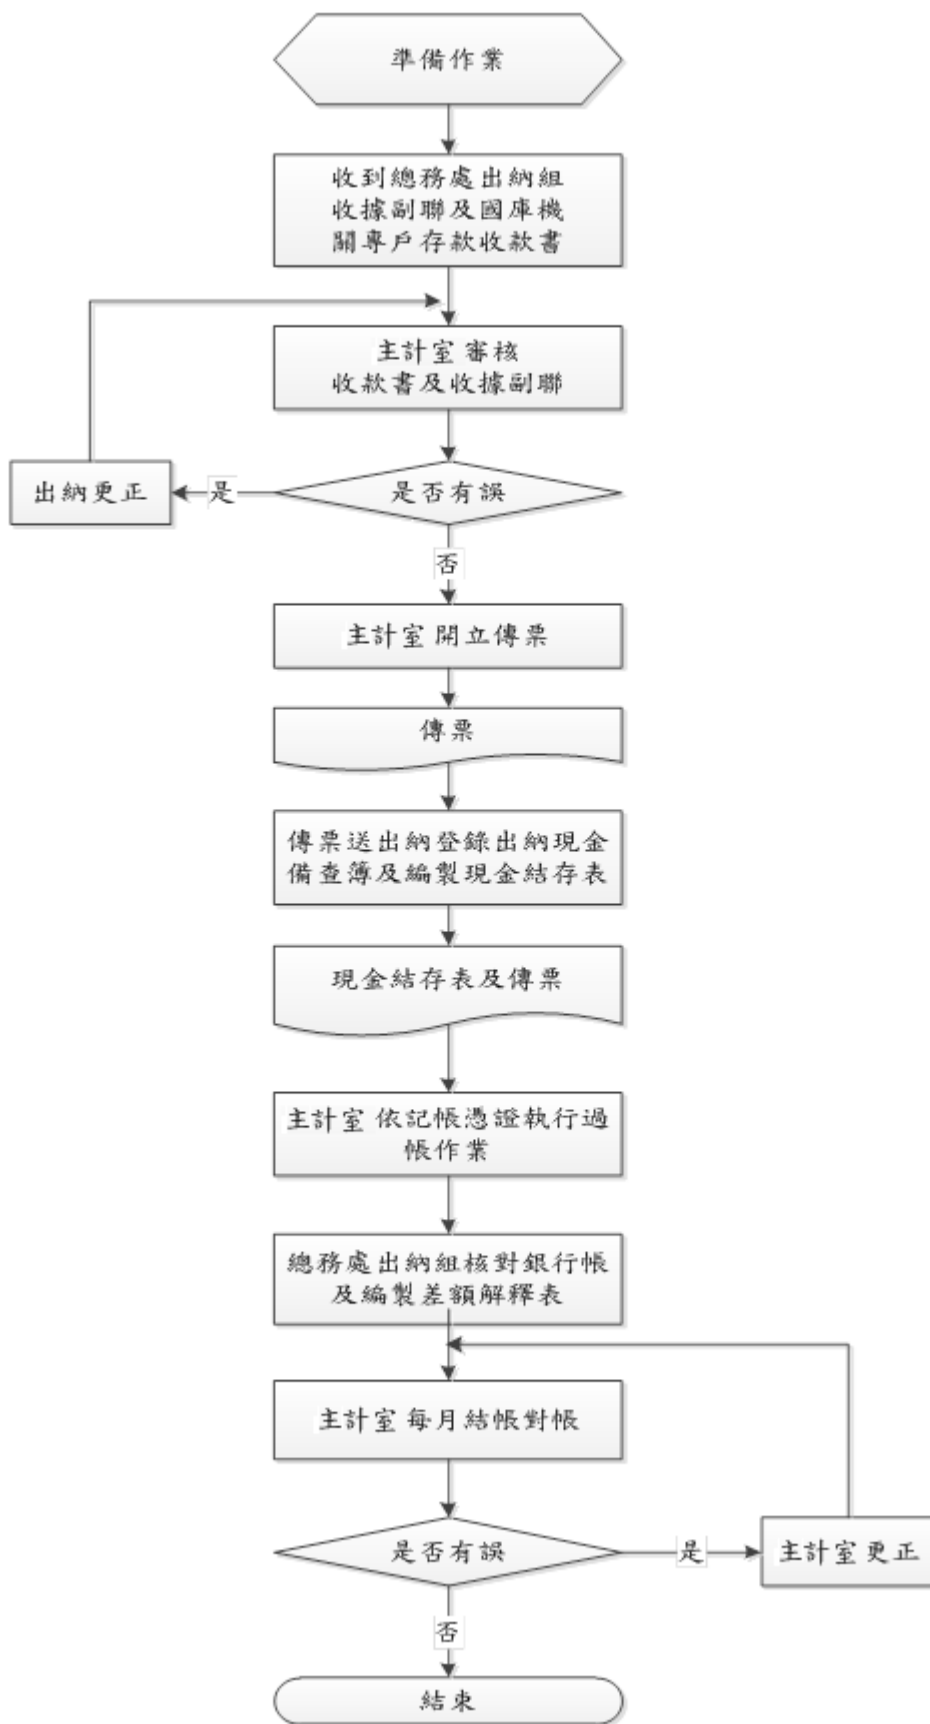 準備作業
收到總務處出納組
收據副聯及國庫機
關專戶存款收款書
主計室 審核
收款書及收據副聯
出納更正
是
是否有誤
否
主計室 開立傳票
傳票
傳票送出納登錄出納現金
備查簿及編製現金結存表
現金結存表及傳票
主計室 依記帳憑證執行過
帳作業
總務處出納組核對銀行帳
及編製差額解釋表
主計室 每月結帳對帳
是否有誤
是
主計室 更正
否
結束